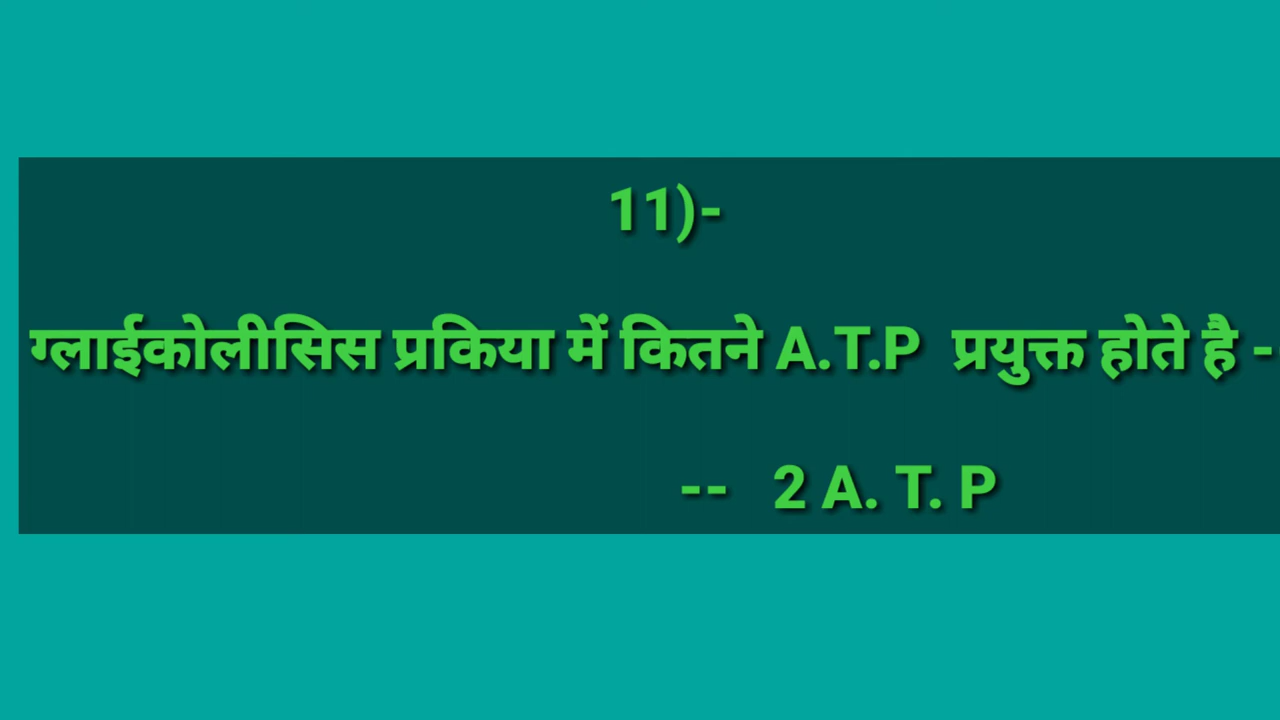 11)-
ग्लाईकोलीसिस प्रकिया में कितने A.T.P प्रयुक्त होते है -
-- 2 A. T. P